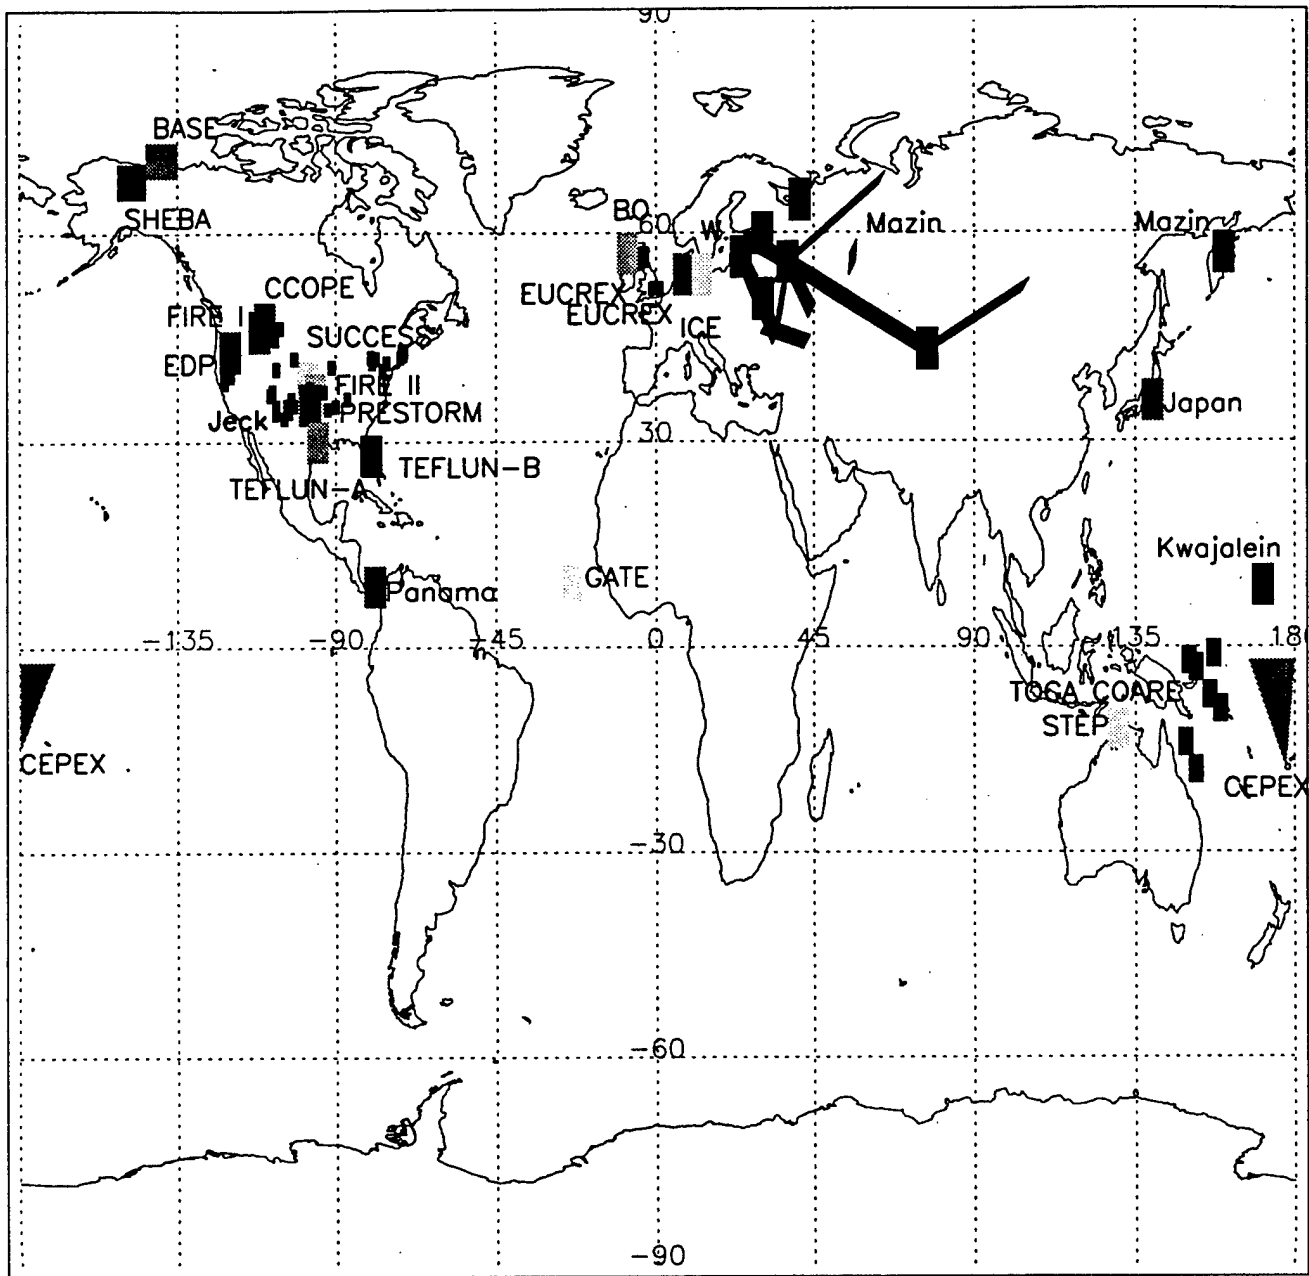 90
BASE
SHEBA
BO
60
W
Mazin
Mazin
CCOPE
EUCREX
EUCREX
FIRE I
SUCCESS
ICE
EDP
FIRE II
Jeck
PRESTORM
Japan
30
TEFLUN-B
TEFLUN-A
Kwajalein
GATE
Panama
-135
-90
-45
0
45
90
135
180
TOGA COARE
STEP
CEPEX
CEPEX
-30
-60
-90